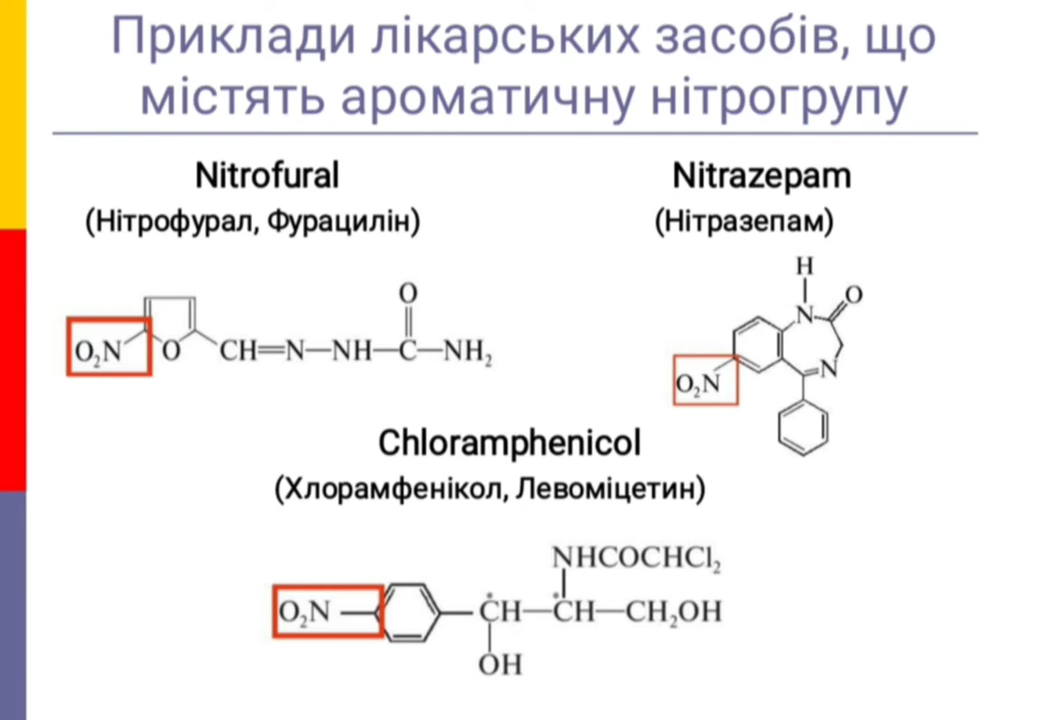 Приклади лікарських засобів, що
містять ароматичну нітрогрупу
Nitrofural
(Нітрофурал, Фурацилін)
O₂N O CH=N–NH–C–NH₂
O
Nitrazepam
(Нітразепам)
H
N O
N
O₂N
Chloramphenicol
(Хлорамфенікол, Левоміцетин)
NHCOCHCl₂
O₂N CH–CH–CH₂OH
OH